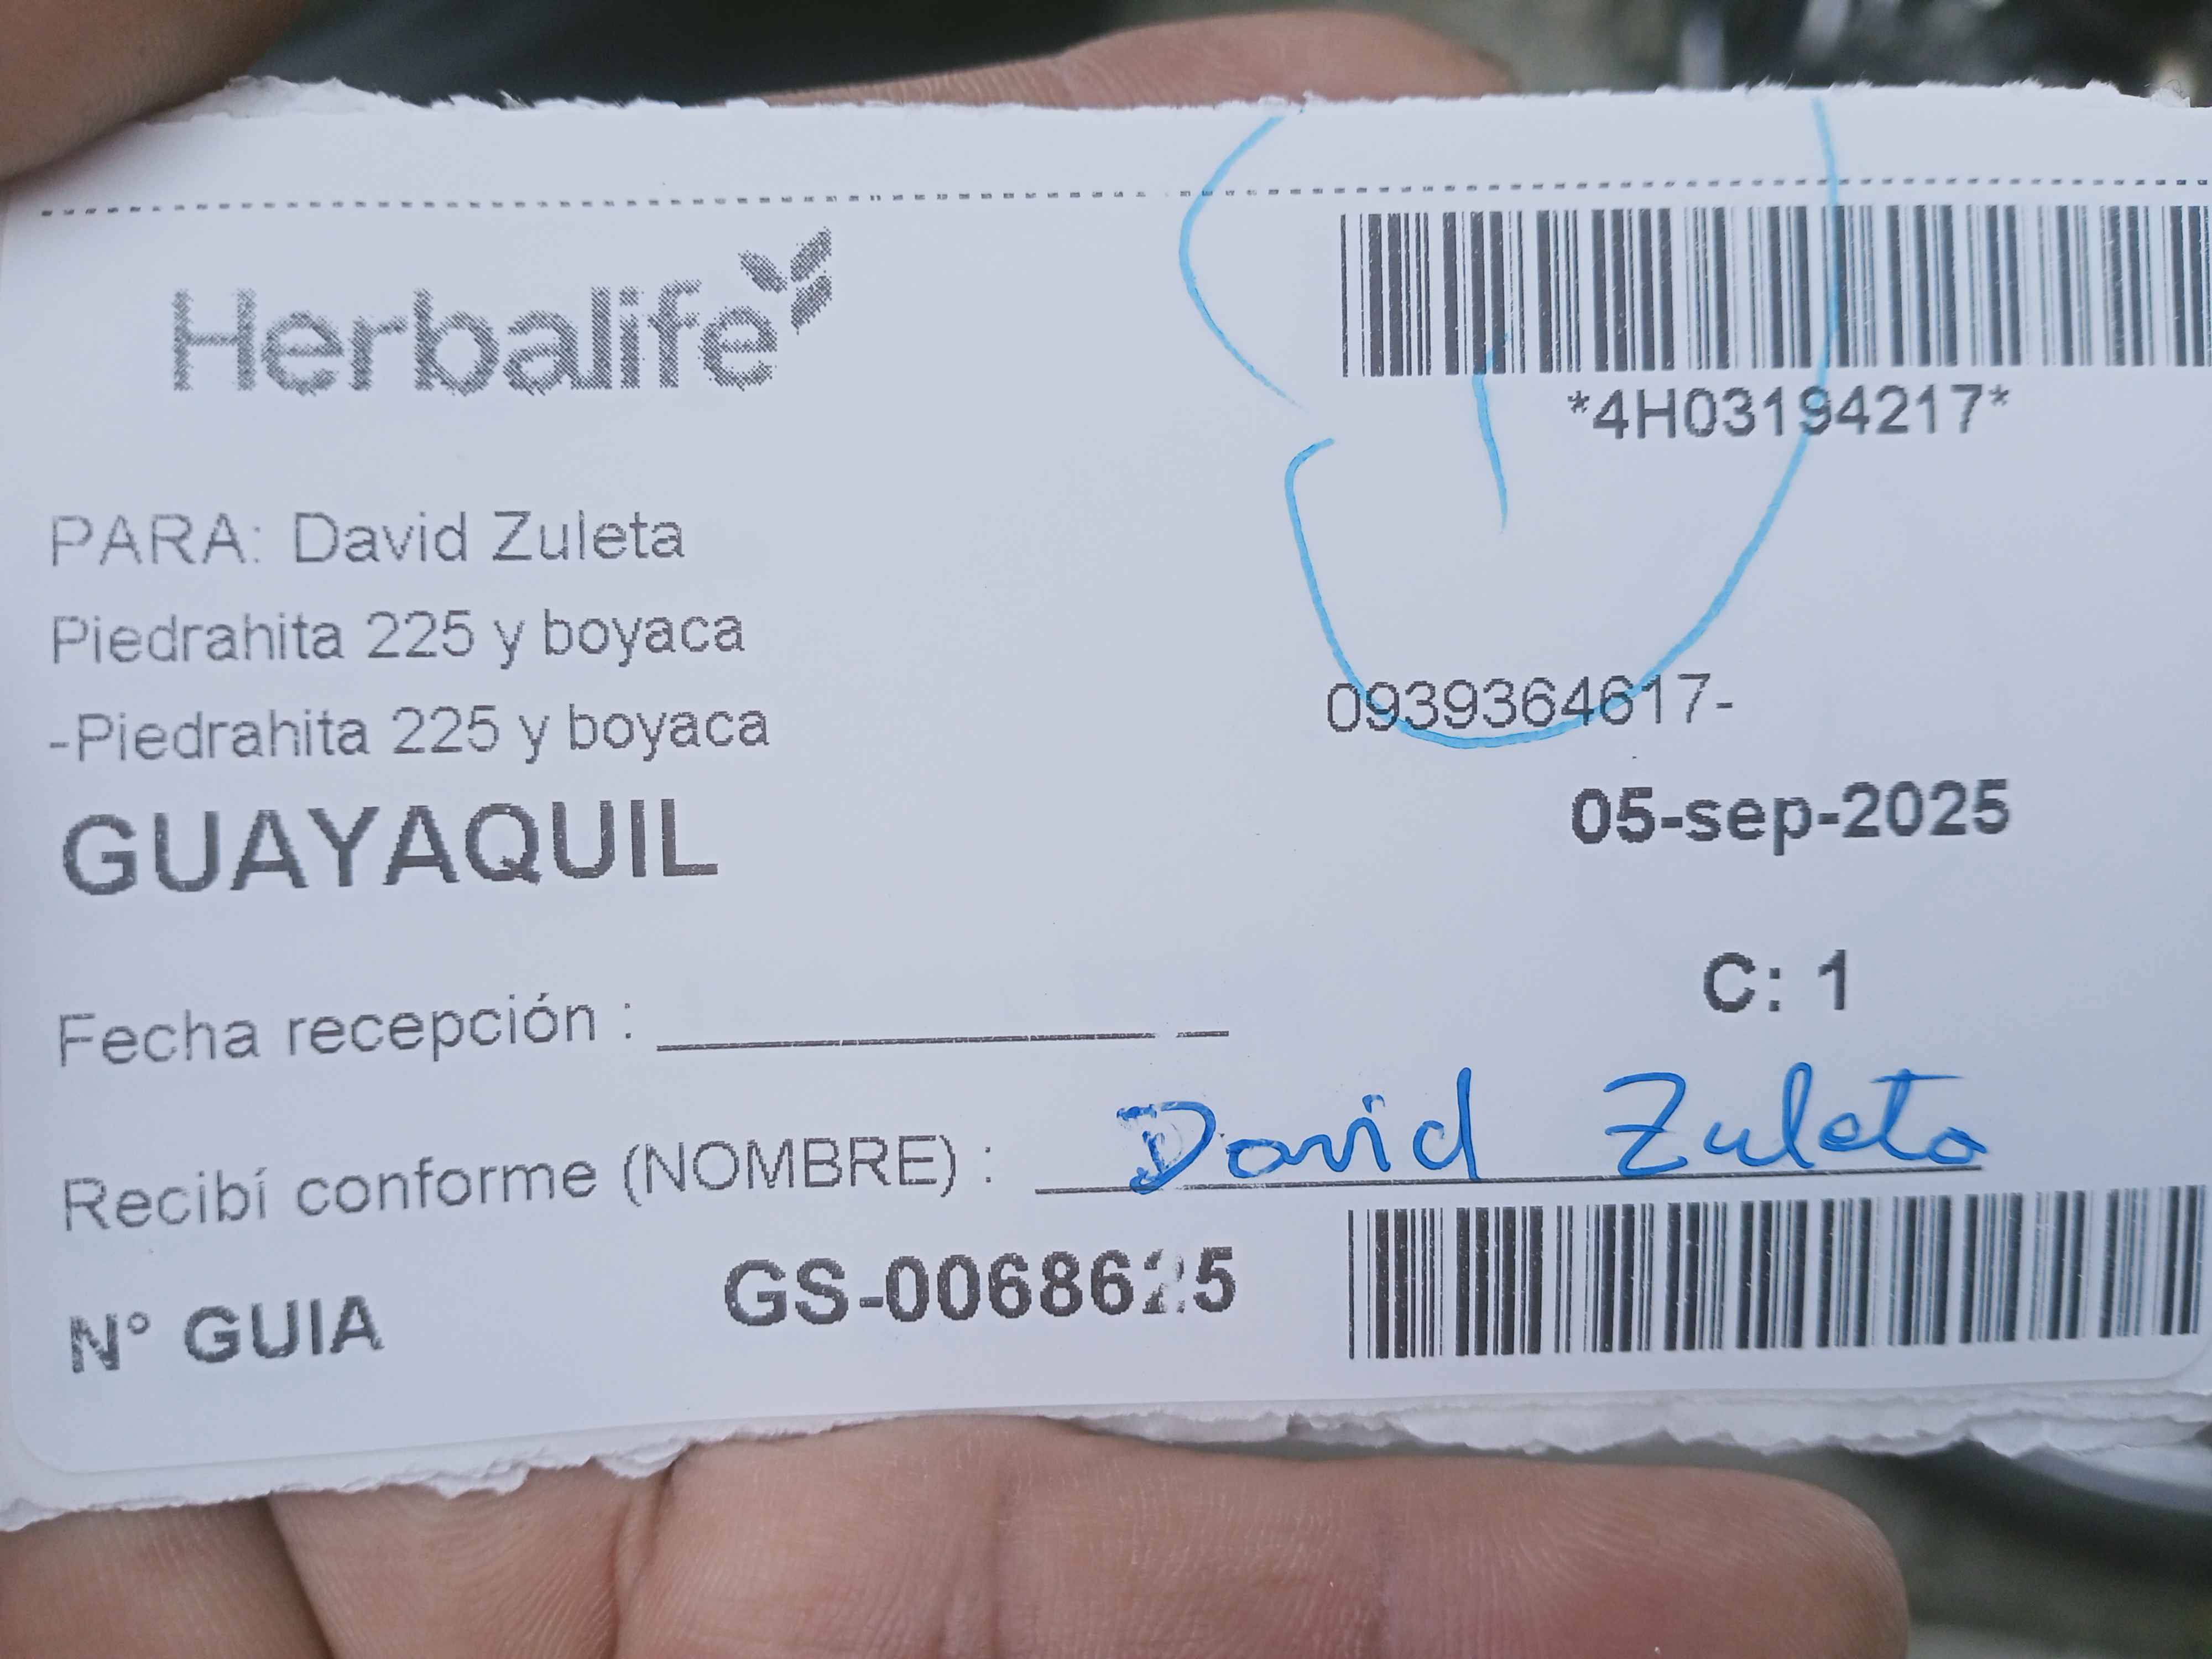 Herbalife
*4H03194217*
PARA: David Zuleta
Piedrahita 225 y boyaca
-Piedrahita 225 y boyaca
0939364617-
GUAYAQUIL
05-sep-2025
C: 1
Fecha recepción :
Recibí conforme (NOMBRE) : David Zuleta
N° GUIA